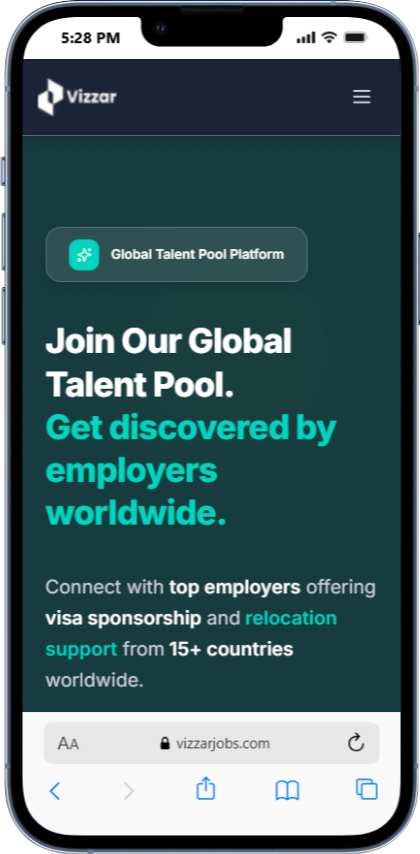 5:28 PM
Vizzar
Global Talent Pool Platform
Join Our Global
Talent Pool.
Get discovered by
employers
worldwide.
Connect with top employers offering
visa sponsorship and relocation
support from 15+ countries
worldwide.
AA vizzarjobs.com